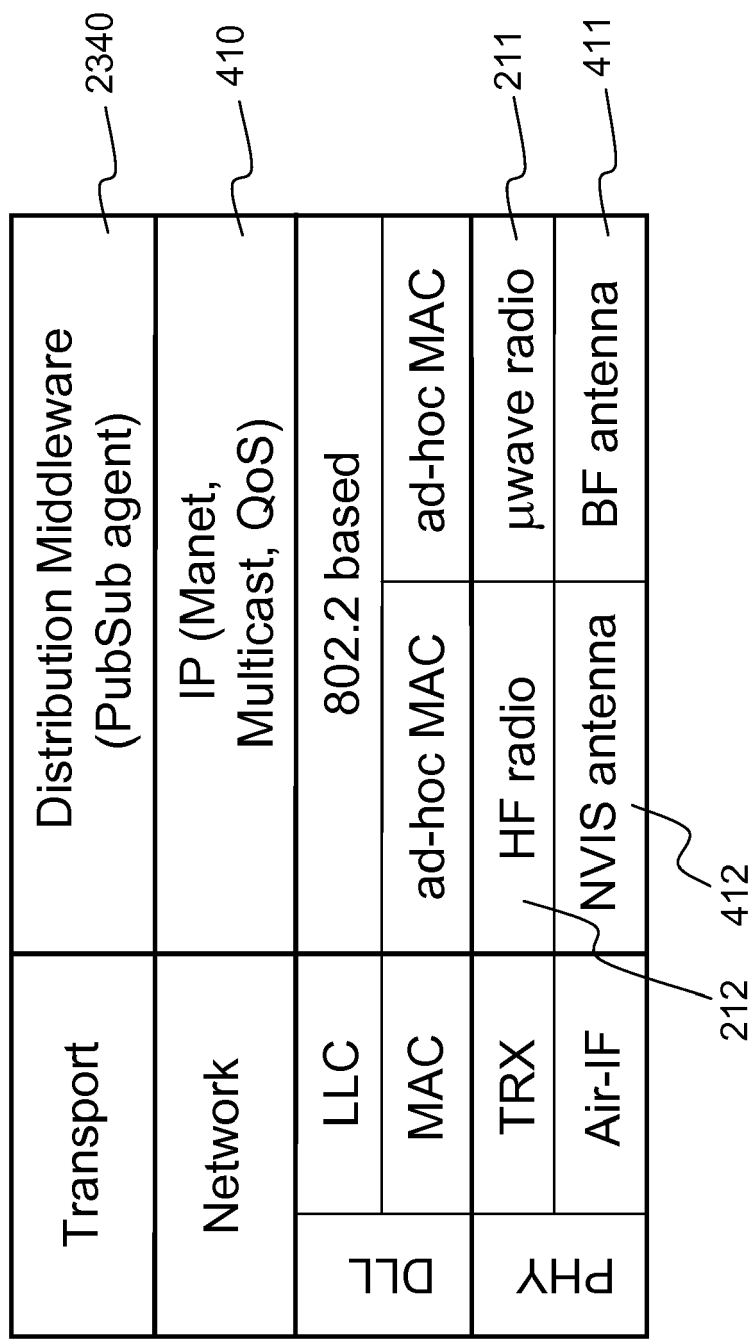 Transport
Distribution Middleware
(PubSub agent)
2340
Network
IP (Manet,
Multicast, QoS)
410
DLL
LLC
802.2 based
MAC
ad-hoc MAC
ad-hoc MAC
PHY
TRX
HF radio
µwave radio
211
Air-IF
NVIS antenna
BF antenna
411
212
412